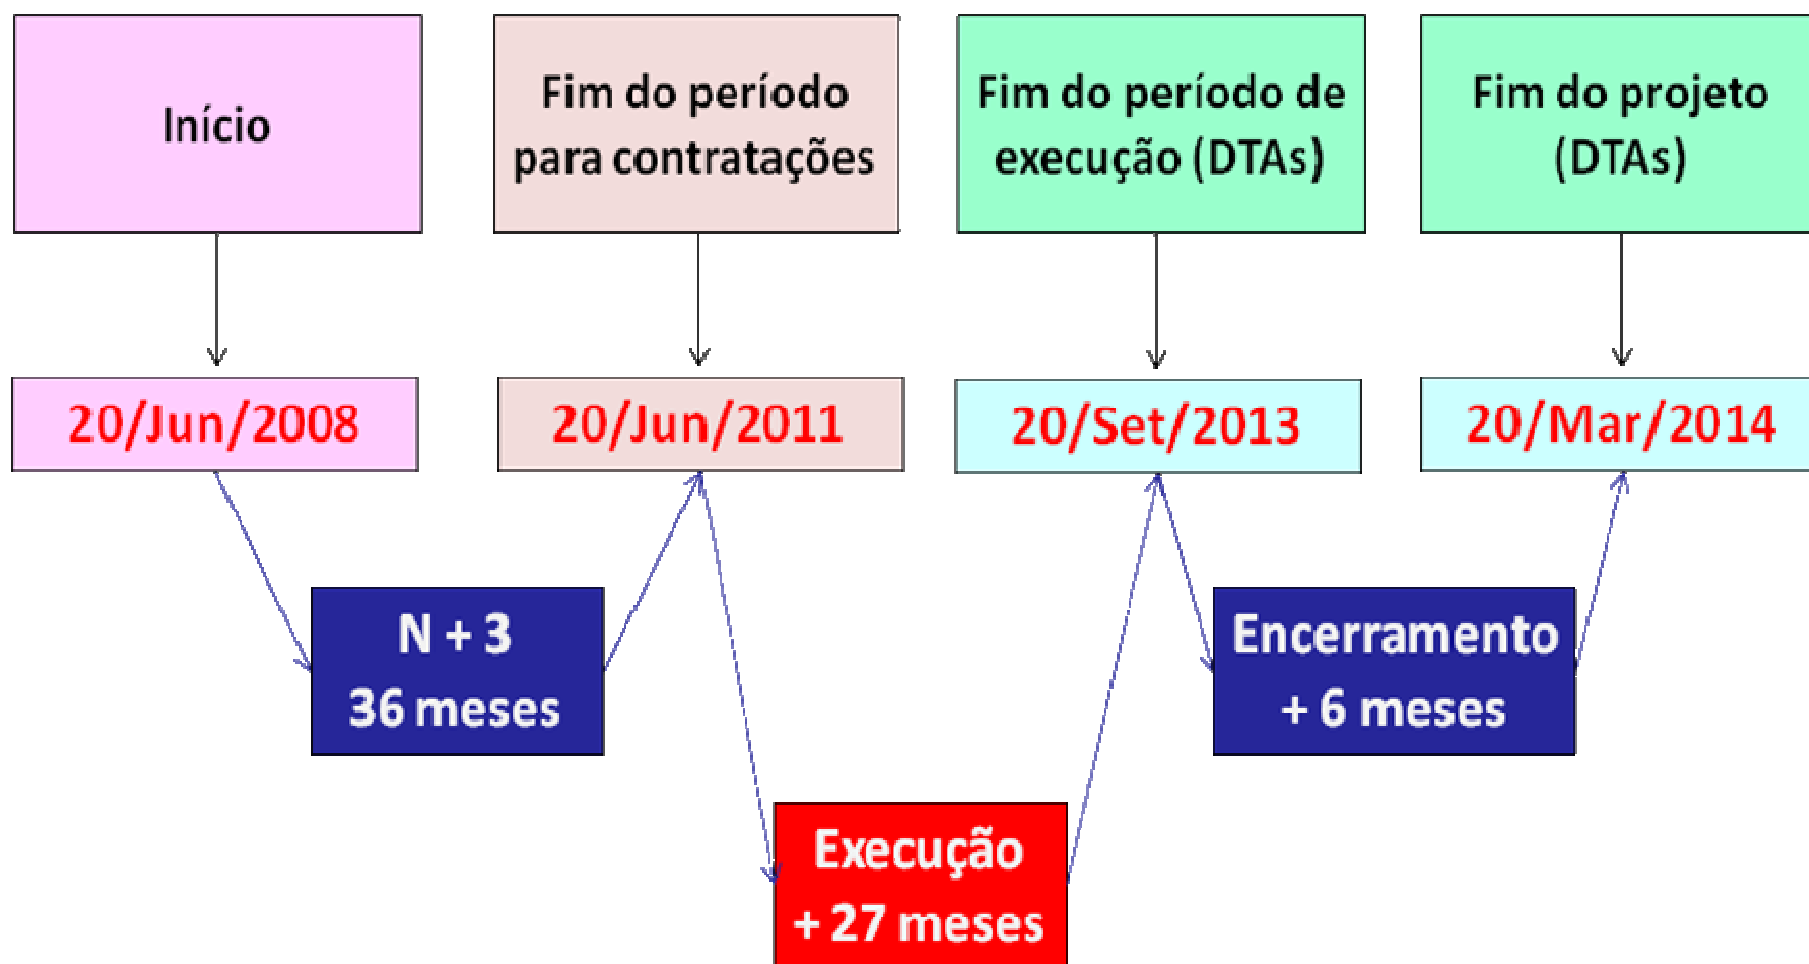 Início
Fim do período
para contratações
Fim do período de
execução (DTAs)
Fim do projeto
(DTAs)
20/Jun/2008
20/Jun/2011
20/Set/2013
20/Mar/2014
N + 3
36 meses
Encerramento
+ 6 meses
Execução
+ 27 meses